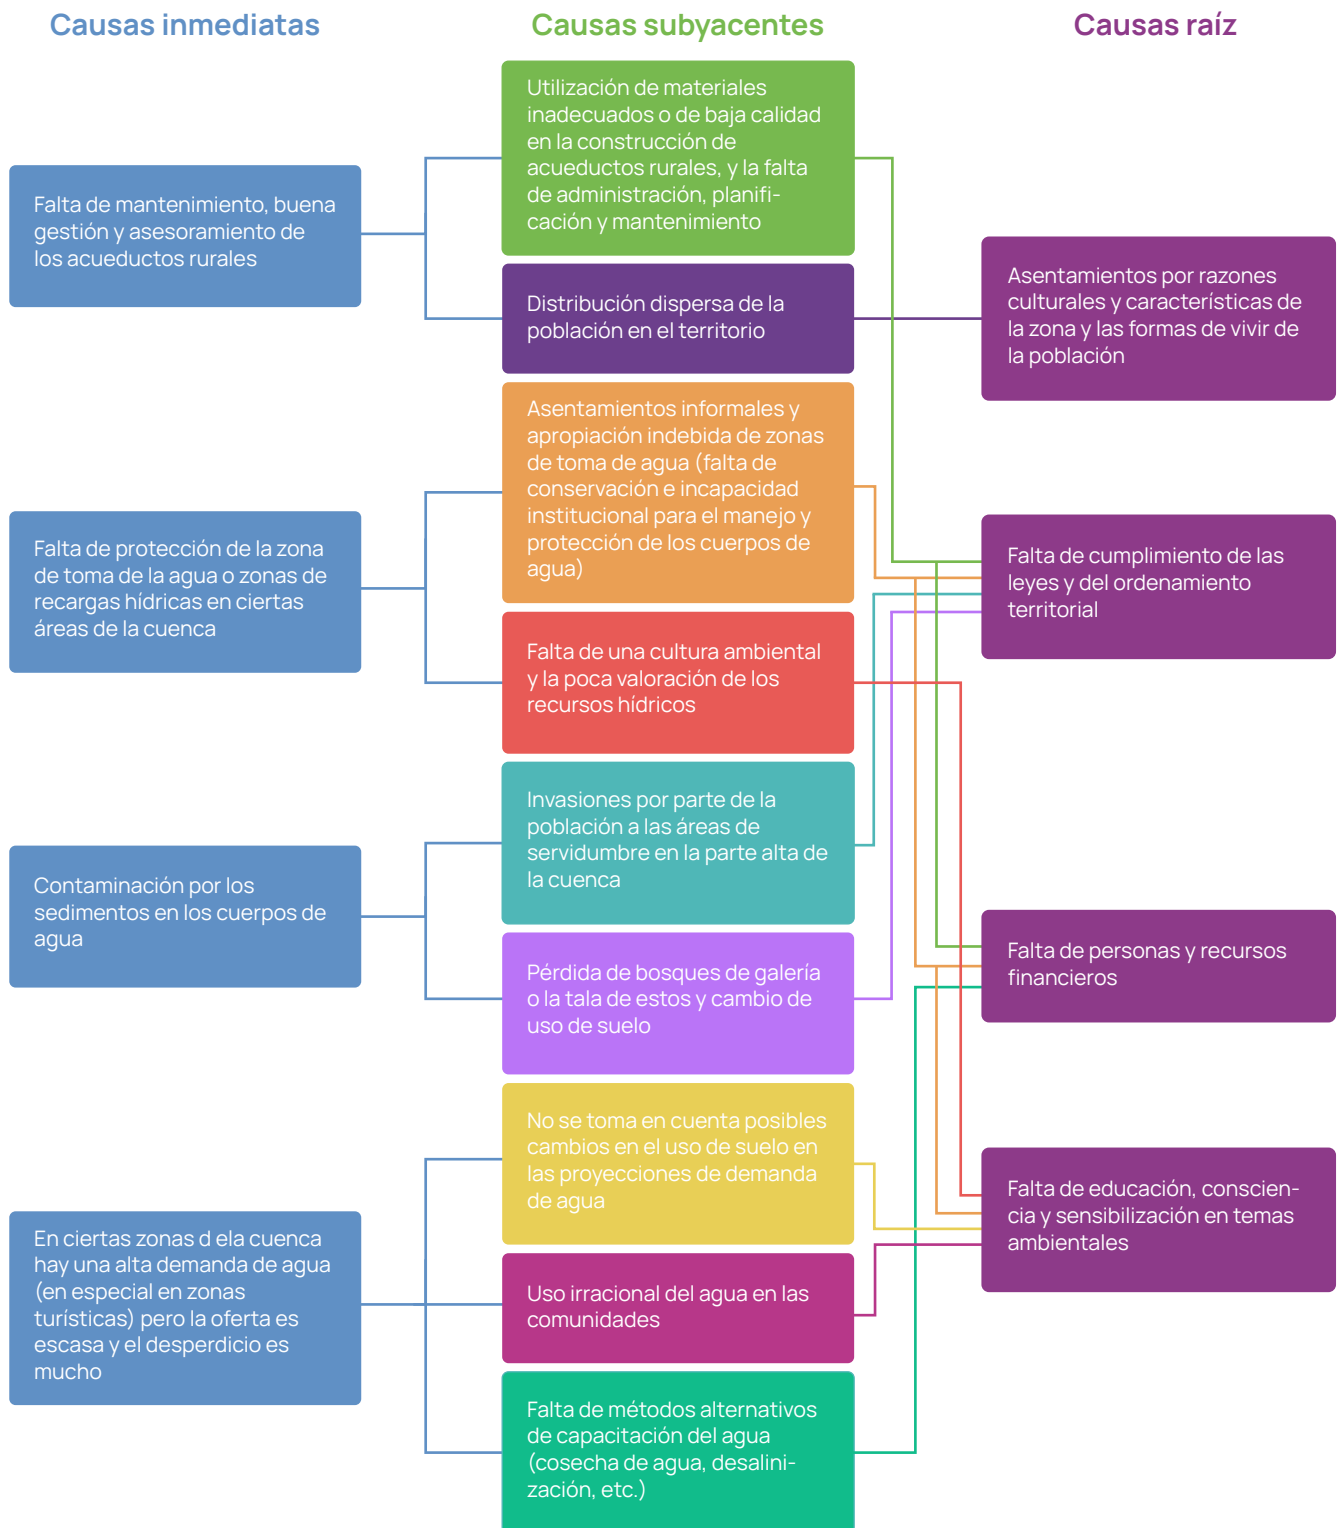 Causas inmediatas
Causas subyacentes
Causas raíz
Falta de mantenimiento, buena
gestión y asesoramiento de
los acueductos rurales
Falta de protección de la zona
de toma de la agua o zonas de
recargas hídricas en ciertas
áreas de la cuenca
Contaminación por los
sedimentos en los cuerpos de
agua
En ciertas zonas d ela cuenca
hay una alta demanda de agua
(en especial en zonas
turísticas) pero la oferta es
escasa y el desperdicio es
mucho
Utilización de materiales
inadecuados o de baja calidad
en la construcción de
acueductos rurales, y la falta
de administración, planifi-
cación y mantenimiento
Distribución dispersa de la
población en el territorio
Asentamientos informales y
apropiación indebida de zonas
de toma de agua (falta de
conservación e incapacidad
institucional para el manejo y
protección de los cuerpos de
agua)
Falta de una cultura ambiental
y la poca valoración de los
recursos hídricos
Invasiones por parte de la
población a las áreas de
servidumbre en la parte alta de
la cuenca
Pérdida de bosques de galería
o la tala de estos y cambio de
uso de suelo
No se toma en cuenta posibles
cambios en el uso de suelo en
las proyecciones de demanda
de agua
Uso irracional del agua en las
comunidades
Falta de métodos alternativos
de capacitación del agua
(cosecha de agua, desalini-
zación, etc.)
Asentamientos por razones
culturales y características de
la zona y las formas de vivir de
la población
Falta de cumplimiento de las
leyes y del ordenamiento
territorial
Falta de personas y recursos
financieros
Falta de educación, conscien-
cia y sensibilización en temas
ambientales